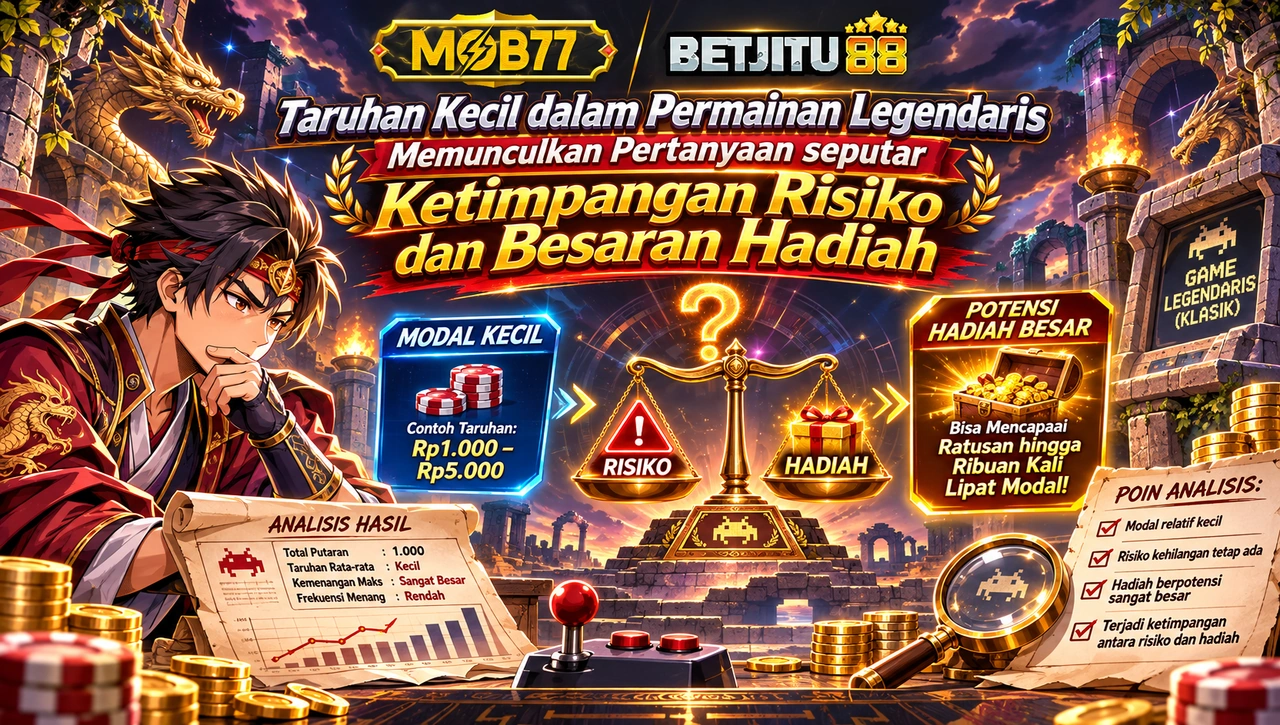 MOB77
BETJITU88
Taruhan Kecil dalam Permainan Legendaris
Memunculkan Pertanyaan seputar
Ketimpangan Risiko
dan Besaran Hadiah
MODAL KECIL
Contoh Taruhan:
Rp1.000 –
Rp5.000
?
!
RISIKO
HADIAH
POTENSI
HADIAH BESAR
Bisa Mencapaai
Ratusan hingga
Ribuan Kali
Lipat Modal!
GAME
LEGENDARIS
(KLASIK)
ANALISIS HASIL
Total Putaran : 1.000
Taruhan Rata-rata : Kecil
Kemenangan Maks : Sangat Besar
Frekuensi Menang : Rendah
POIN ANALISIS:
Modal relatif kecil
Risiko kehilangan tetap ada
Hadiah berpotensi
sangat besar
Terjadi ketimpangan
antara risiko dan hadiah